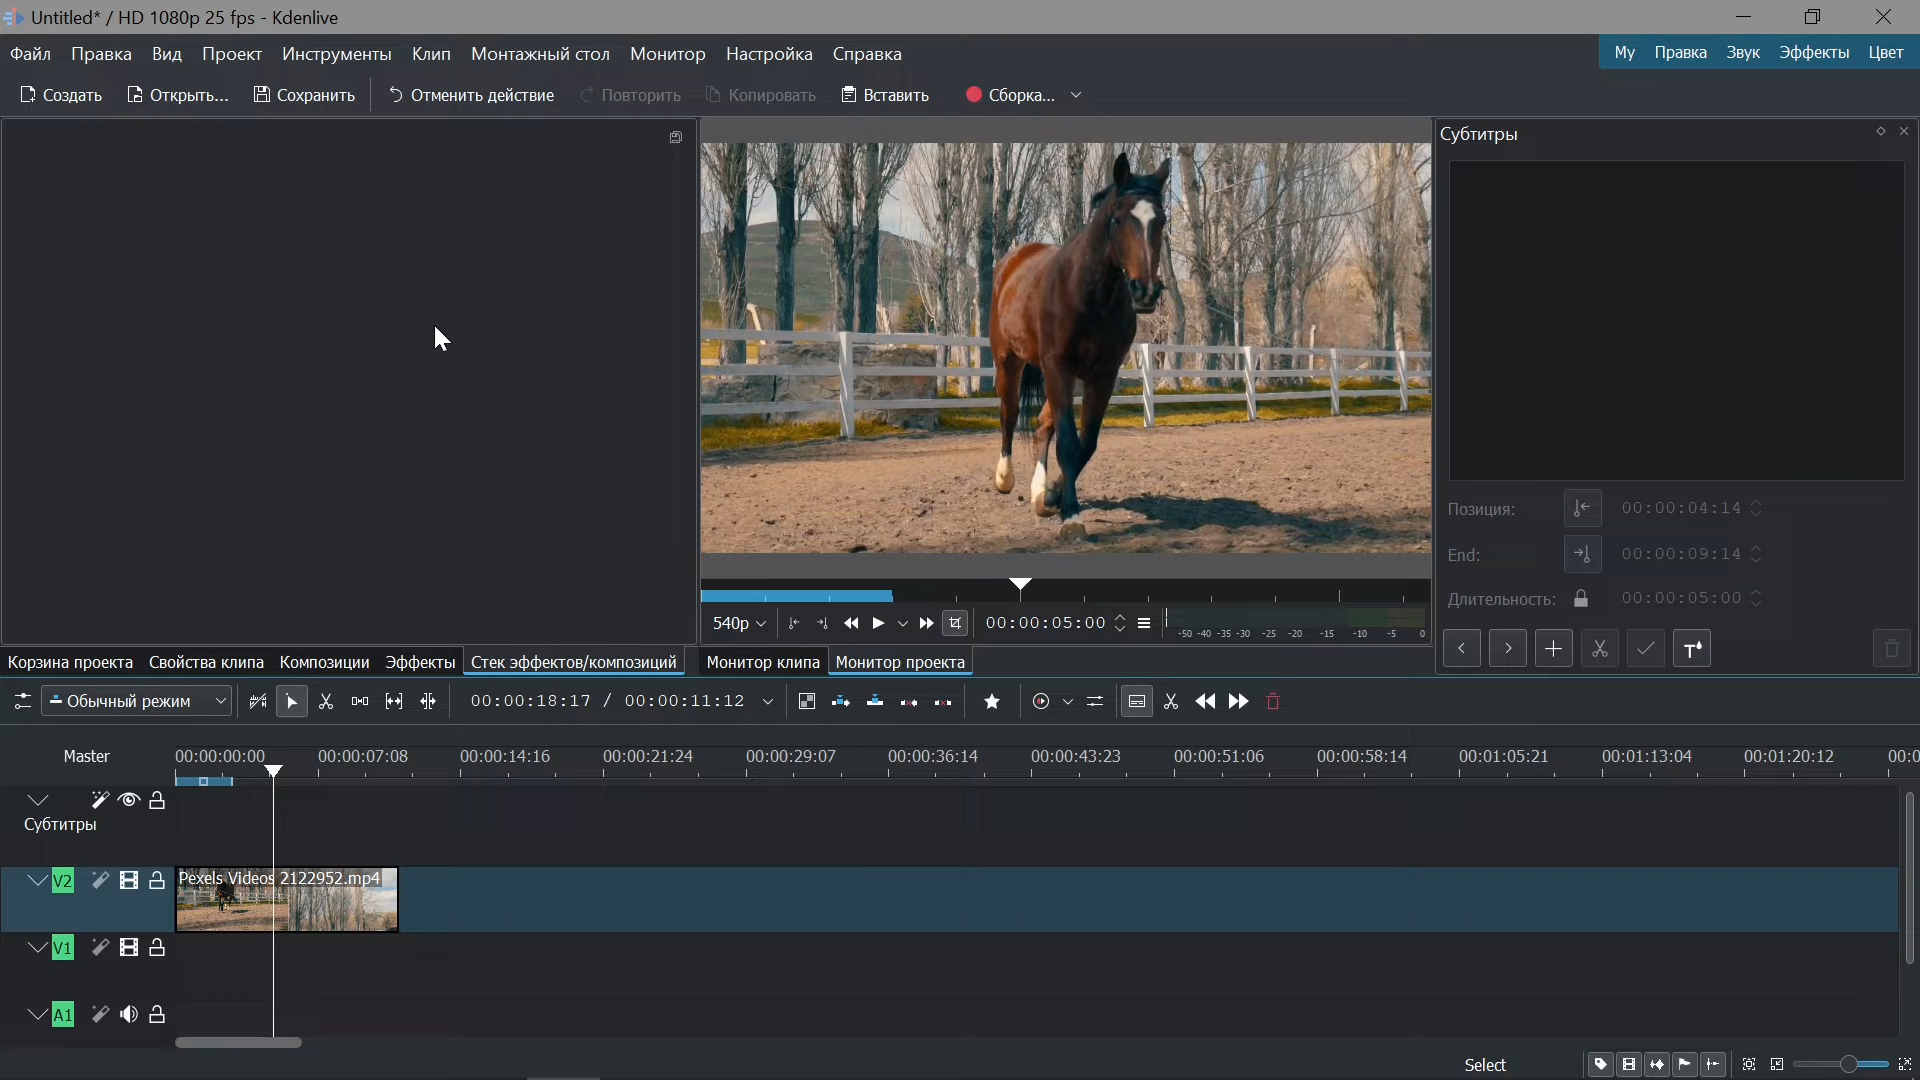 Untitled* / HD 1080p 25 fps - Kdenlive
Файл Правка Вид Проект Инструменты Клип Монтажный стол Монитор Настройка Справка
My Правка Звук Эффекты Цвет
Создать Открыть... Сохранить Отменить действие Повторить Копировать Вставить Сборка...
Субтитры
Позиция: 00:00:04:14
End: 00:00:09:14
Длительность: 00:00:05:00
540p 00:00:05:00 -50 -40 -35 -30 -25 -20 -15 -10 -5 0
Корзина проекта Свойства клипа Композиции Эффекты Стек эффектов/композиций Монитор клипа Монитор проекта
Обычный режим 00:00:18:17 / 00:00:11:12
Master 00:00:00:00 00:00:07:08 00:00:14:16 00:00:21:24 00:00:29:07 00:00:36:14 00:00:43:23 00:00:51:06 00:00:58:14 00:01:05:21 00:01:13:04 00:01:20:12 00:0
Субтитры
V2 Pexels Videos 2122952.mp4
V1
A1
Select